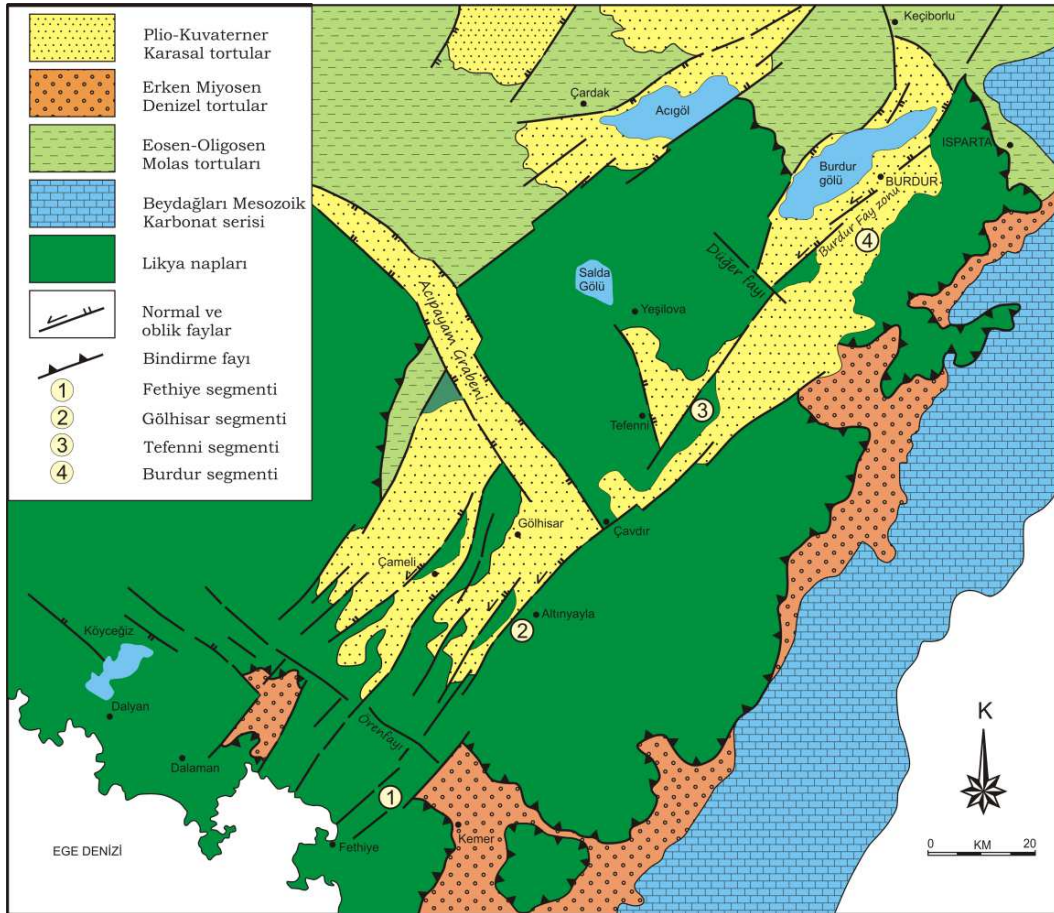 Plio-Kuvaterner
Karasal tortular
Erken Miyosen
Denizel tortular
Eosen-Oligosen
Molas tortuları
Beydağları Mesozoik
Karbonat serisi
Likya napları
Normal ve
oblik faylar
Bindirme fayı
1 Fethiye segmenti
2 Gölhisar segmenti
3 Tefenni segmenti
4 Burdur segmenti
Keçiborlu
Çardak
Acıgöl
ISPARTA
Burdur
gölü
BURDUR
Burdur Fay zonu
4
Düğer fayı
Salda
Gölü
Yeşilova
Acıpayam Grabeni
3
Tefenni
Çavdır
Gölhisar
Çameli
Altınyayla
2
Köyceğiz
Dalyan
Örenfayı
Dalaman
1
Kemer
Fethiye
EGE DENİZİ
K
0 KM 20